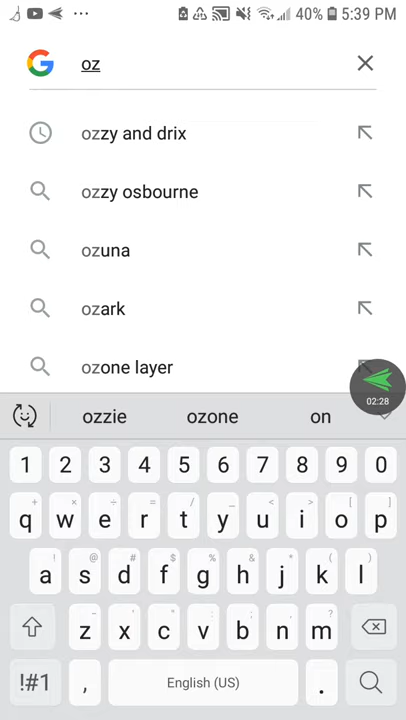 40% 5:39 PM
oz
ozzy and drix
ozzy osbourne
ozuna
ozark
ozone layer
02:28
ozzie ozone on
1 2 3 4 5 6 7 8 9 0
+ × ÷ = / _ < > [ ]
q w e r t y u i o p
! @ # $ % ^ & * ( )
a s d f g h j k l
- ' " : ; , ?
z x c v b n m
!#1 , English (US) .